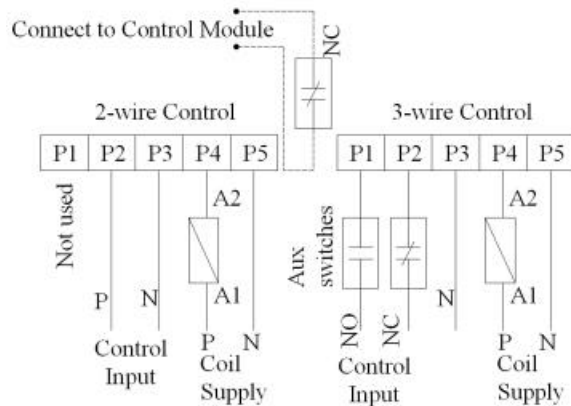 Connect to Control Module
NC
2-wire Control
3-wire Control
P1 P2 P3 P4 P5
P1 P2 P3 P4 P5
Not used
A2
A1
P
N
P
N
Control
Input
Coil
Supply
Aux
switches
NO
NC
N
A2
A1
P
N
Control
Input
Coil
Supply